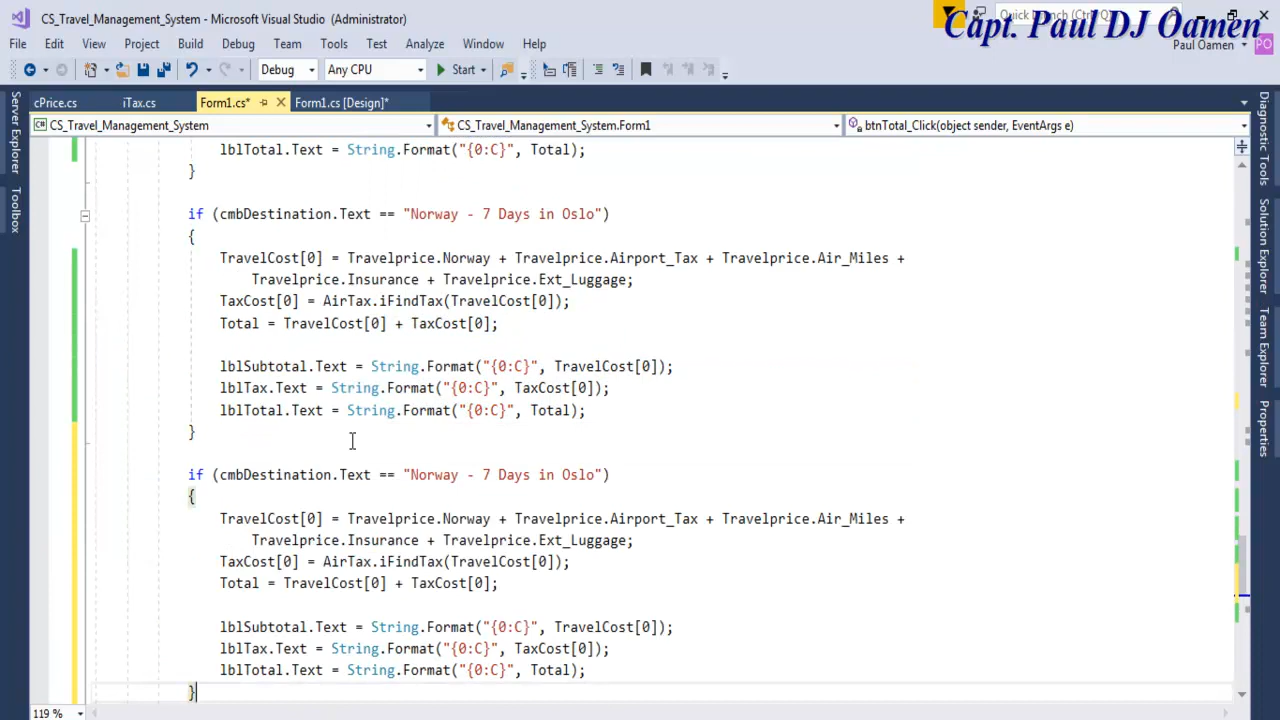 CS_Travel_Management_System - Microsoft Visual Studio (Administrator)
Capt. Paul DJ Oamen
File Edit View Project Build Debug Team Tools Test Analyze Window Help
Paul Oamen PO
Debug Any CPU Start
cPrice.cs iTax.cs Form1.cs* Form1.cs [Design]*
CS_Travel_Management_System CS_Travel_Management_System.Form1 btnTotal_Click(object sender, EventArgs e)
Server Explorer
Toolbox
lblTotal.Text = String.Format("{0:C}", Total);
}
if (cmbDestination.Text == "Norway - 7 Days in Oslo")
{
TravelCost[0] = Travelprice.Norway + Travelprice.Airport_Tax + Travelprice.Air_Miles +
Travelprice.Insurance + Travelprice.Ext_Luggage;
TaxCost[0] = AirTax.iFindTax(TravelCost[0]);
Total = TravelCost[0] + TaxCost[0];
lblSubtotal.Text = String.Format("{0:C}", TravelCost[0]);
lblTax.Text = String.Format("{0:C}", TaxCost[0]);
lblTotal.Text = String.Format("{0:C}", Total);
}
if (cmbDestination.Text == "Norway - 7 Days in Oslo")
{
TravelCost[0] = Travelprice.Norway + Travelprice.Airport_Tax + Travelprice.Air_Miles +
Travelprice.Insurance + Travelprice.Ext_Luggage;
TaxCost[0] = AirTax.iFindTax(TravelCost[0]);
Total = TravelCost[0] + TaxCost[0];
lblSubtotal.Text = String.Format("{0:C}", TravelCost[0]);
lblTax.Text = String.Format("{0:C}", TaxCost[0]);
lblTotal.Text = String.Format("{0:C}", Total);
}
119 %
Diagnostic Tools
Solution Explorer
Team Explorer
Properties